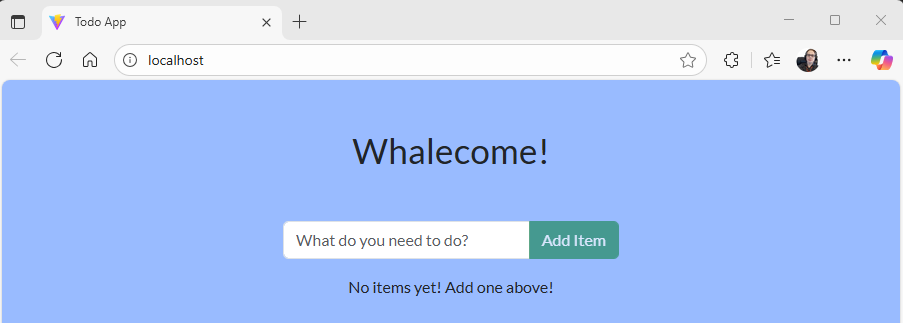 Todo App
localhost
Whalecome!
What do you need to do?
Add Item
No items yet! Add one above!